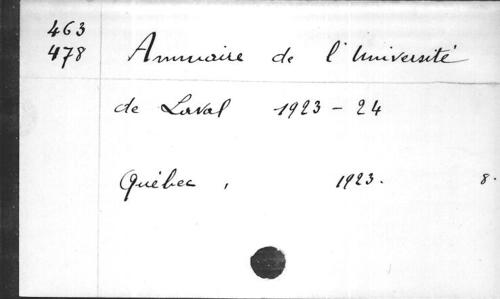 463
478
Annuaire de l'Université
de Laval 1923-24
Québec, 1923. 8.